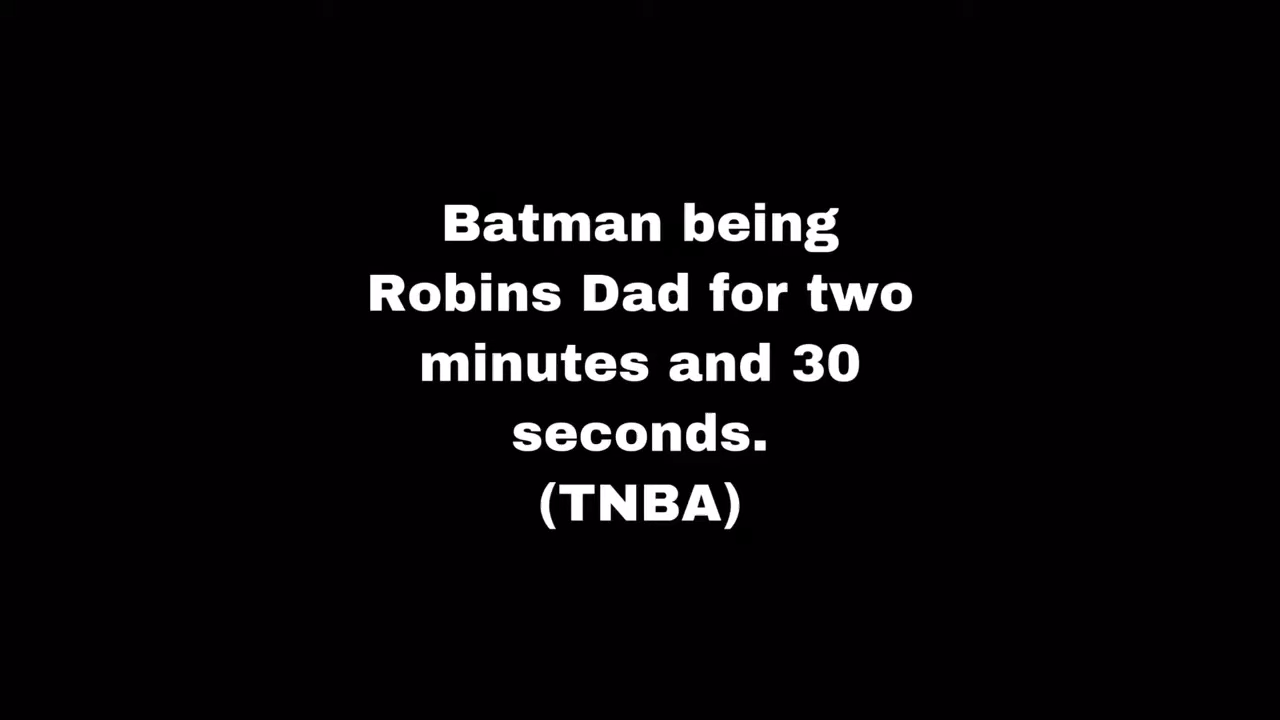 Batman being
Robins Dad for two
minutes and 30
seconds.
(TNBA)